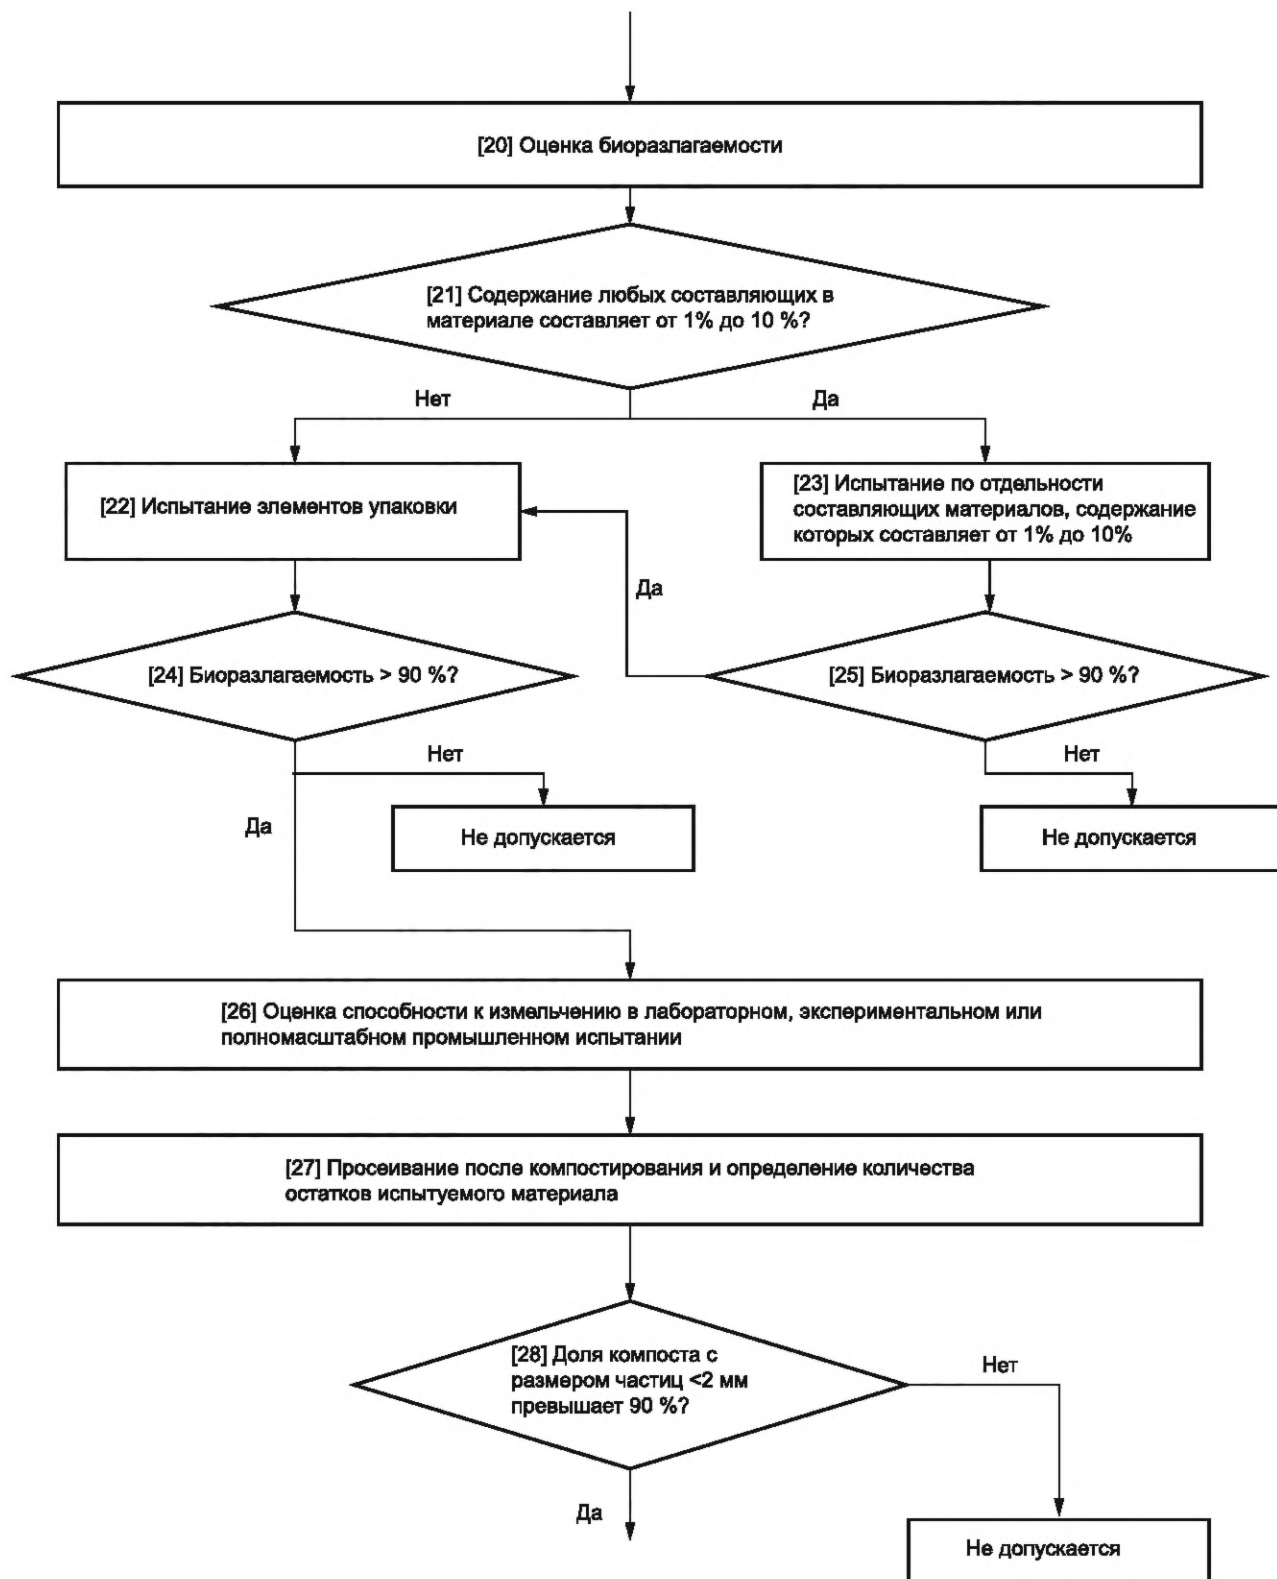 [20] Оценка биоразлагаемости
[21] Содержание любых составляющих в
материале составляет от 1% до 10 %?
Нет
Да
[22] Испытание элементов упаковки
[23] Испытание по отдельности
составляющих материалов, содержание
которых составляет от 1% до 10%
Да
[24] Биоразлагаемость > 90 %?
[25] Биоразлагаемость > 90 %?
Нет
Нет
Да
Не допускается
Не допускается
[26] Оценка способности к измельчению в лабораторном, экспериментальном или
полномасштабном промышленном испытании
[27] Просеивание после компостирования и определение количества
остатков испытуемого материала
[28] Доля компоста с
размером частиц <2 мм
превышает 90 %?
Нет
Да
Не допускается